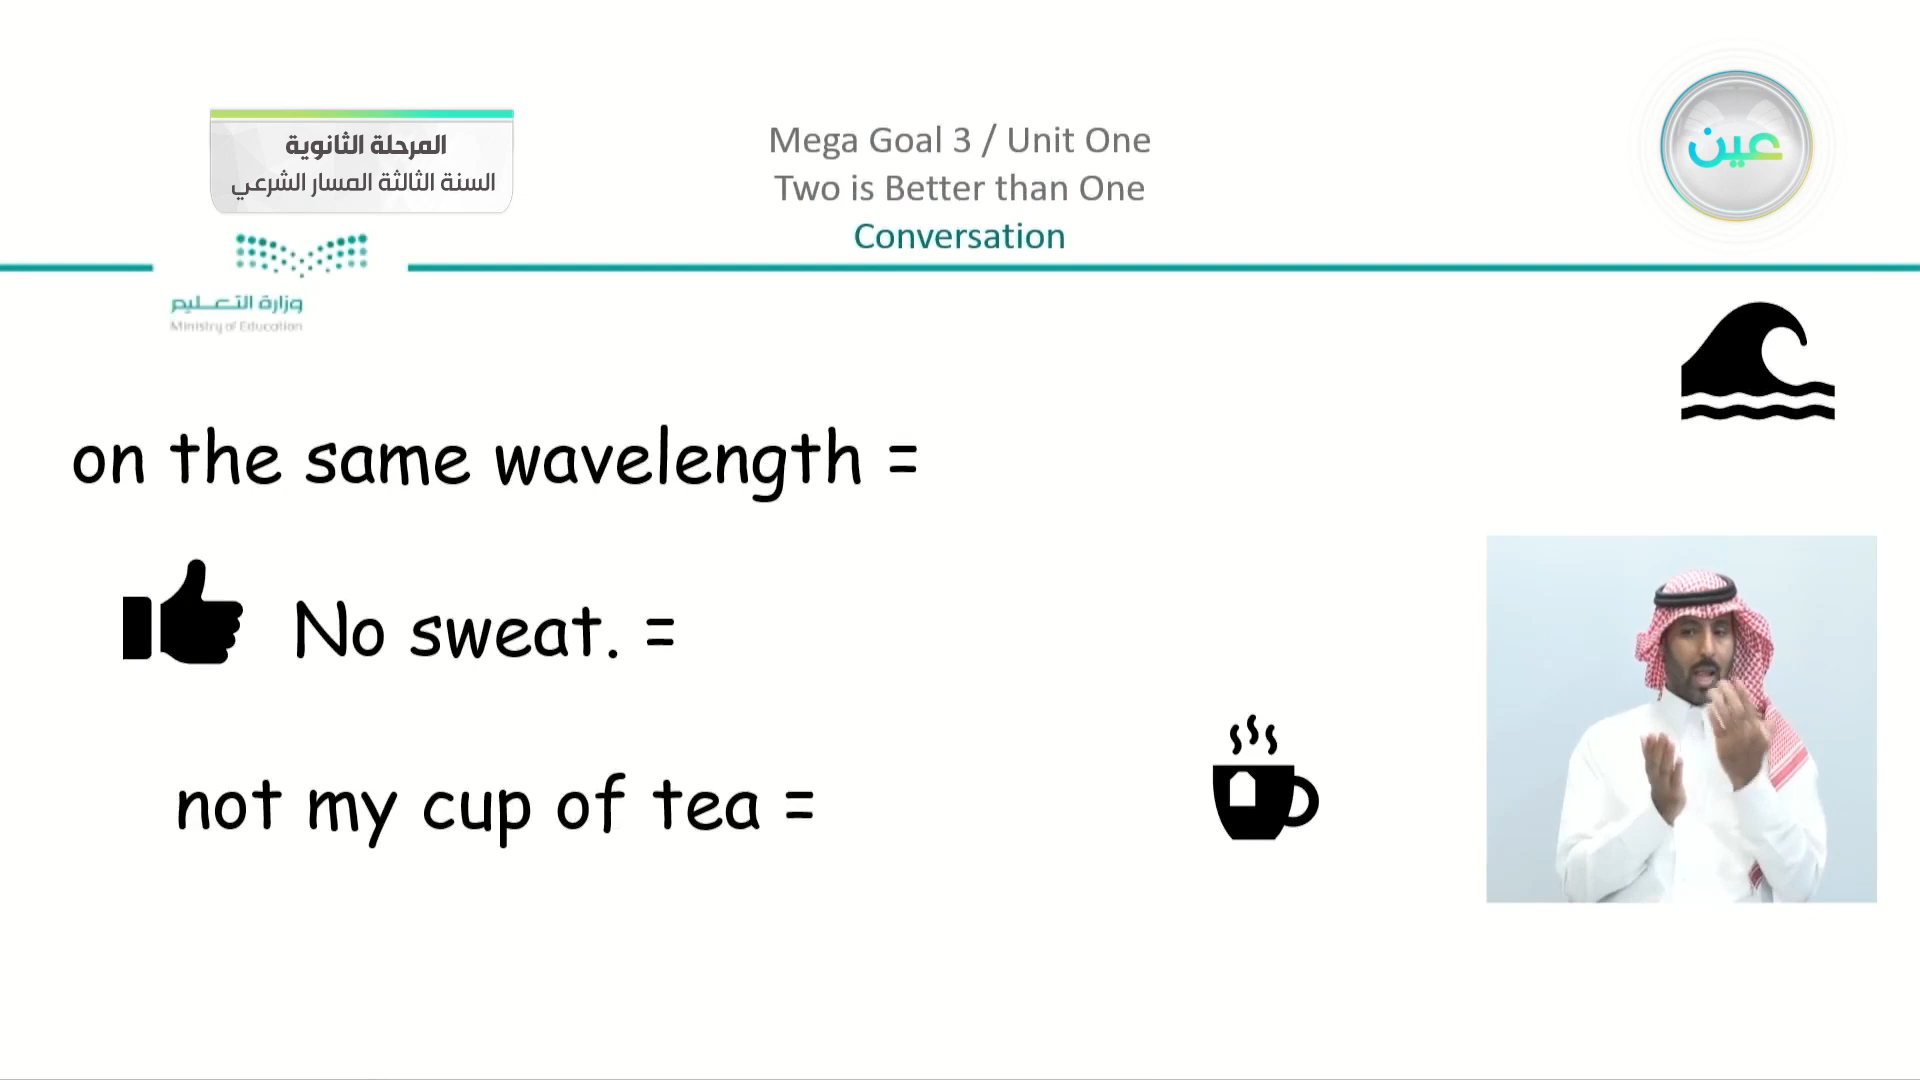 المرحلة الثانوية
السنة الثالثة المسار الشرعي
Mega Goal 3 / Unit One
Two is Better than One
Conversation
عين
وزارة التعليم
Ministry of Education
on the same wavelength =
No sweat. =
not my cup of tea =